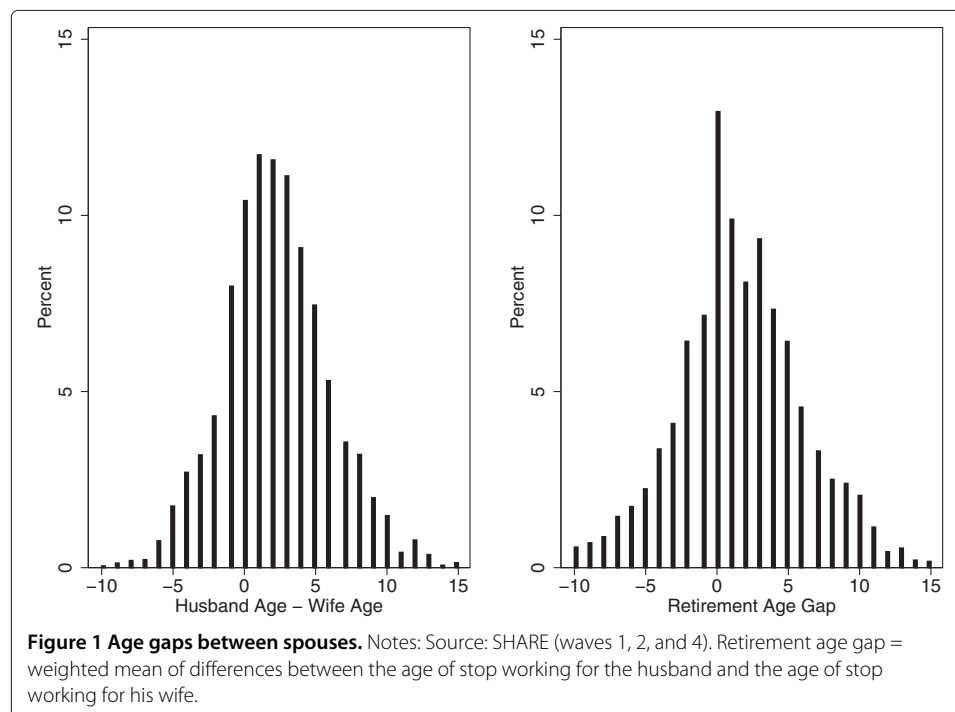 15
10
5
0
Percent
−10 −5 0 5 10 15
Husband Age − Wife Age
15
10
5
0
Percent
−10 −5 0 5 10 15
Retirement Age Gap
Figure 1 Age gaps between spouses. Notes: Source: SHARE (waves 1, 2, and 4). Retirement age gap =
weighted mean of differences between the age of stop working for the husband and the age of stop
working for his wife.